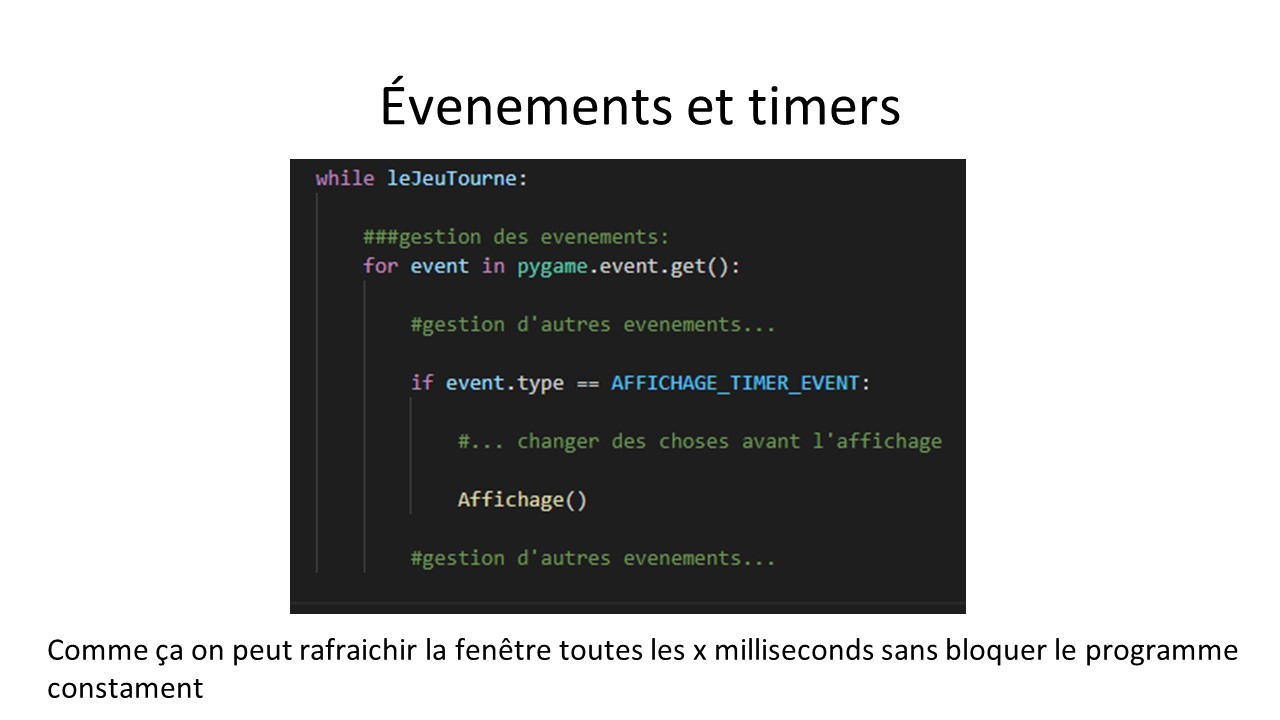 Évenements et timers
while leJeuTourne:
###gestion des evenements:
for event in pygame.event.get():
#gestion d'autres evenements...
if event.type == AFFICHAGE_TIMER_EVENT:
#... changer des choses avant l'affichage
Affichage()
#gestion d'autres evenements...
Comme ça on peut rafraichir la fenêtre toutes les x milliseconds sans bloquer le programme
constament